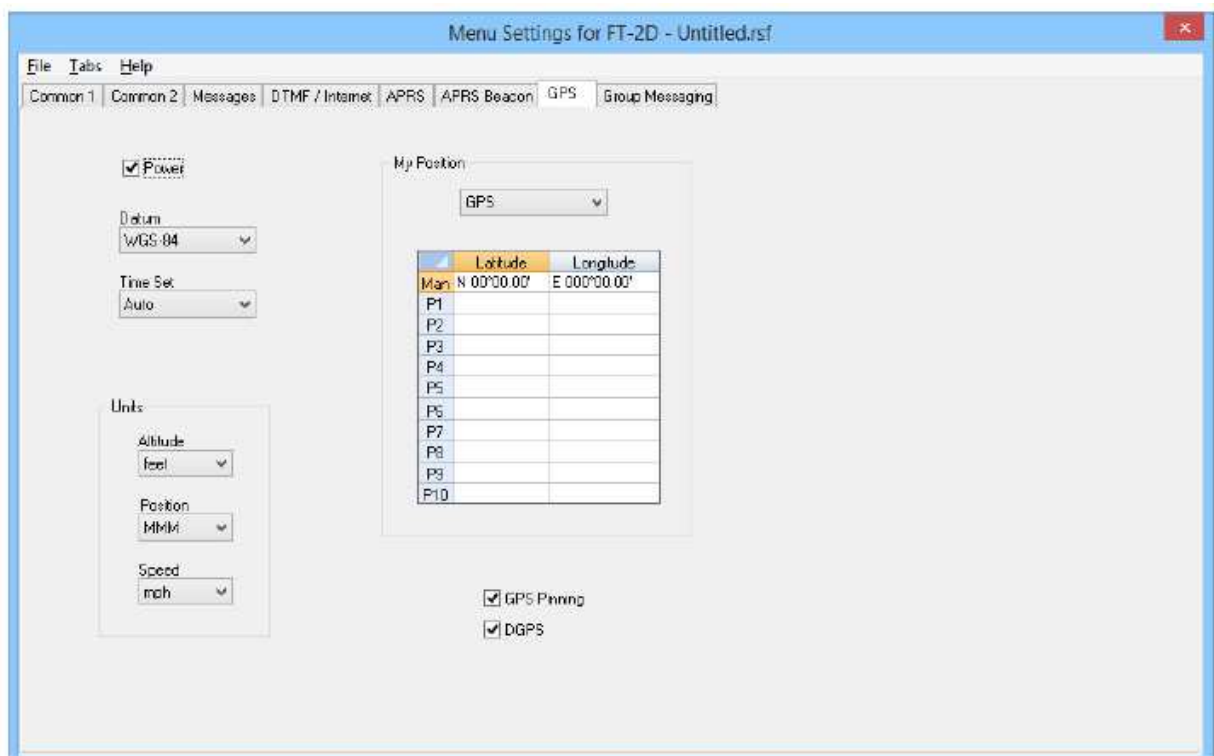 Menu Settings for FT-2D - Untitled.rsf
File Tabs Help
Common 1 Common 2 Messages DTMF / Internet APRS APRS Beacon GPS Group Messaging
Power
My Position
GPS
Datum
WGS-84
Latitude Longitude
Man N 00°00.00' E 000°00.00'
Time Set
Auto
P1
P2
P3
P4
P5
P6
P7
P8
P9
P10
Units
Altitude
feet
Position
MMM
Speed
mph
GPS Pinning
DGPS